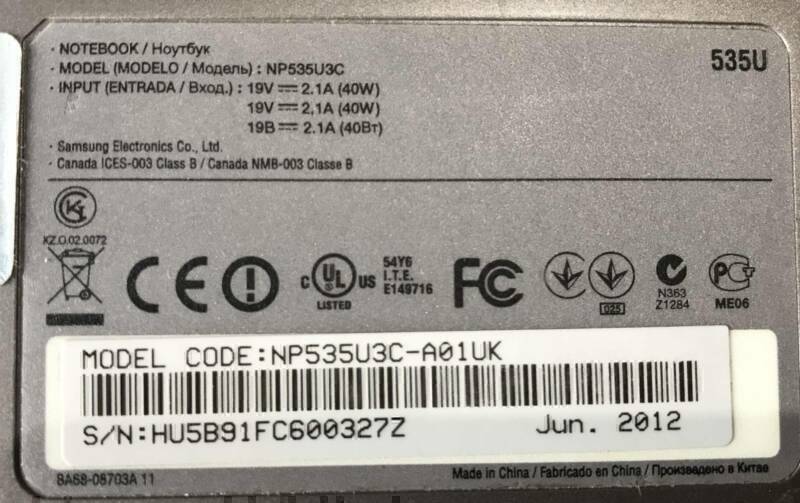 · NOTEBOOK / Ноутбук
· MODEL (MODELO / Модель) : NP535U3C
535U
· INPUT (ENTRADA / Вход.) : 19V ⎓ 2.1A (40W)
19V ⎓ 2,1A (40W)
19В ⎓ 2.1A (40Вт)
· Samsung Electronics Co., Ltd.
· Canada ICES-003 Class B / Canada NMB-003 Classe B
KZ.O.02.0072
CE
C UL US
LISTED
54Y6
I.T.E.
E149716
FC
025
N363
Z1284
PCT
ME06
MODEL CODE:NP535U3C-A01UK
S/N:HU5B91FC600327Z
Jun. 2012
BA68-08703A 11
Made in China / Fabricado en China / Произведено в Китае